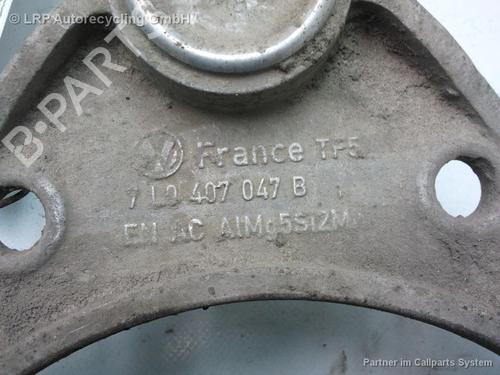 © LRP Autorecycling GmbH
B-PARTS
France TF5
7L0 407 047 B
EN AC AlMg5Si2Mn
Partner im Callparts System